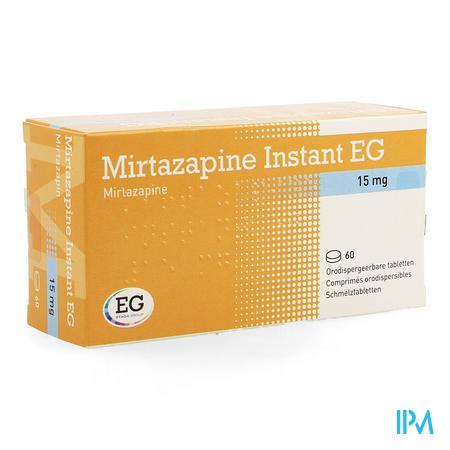 Mirtazapine Instant EG
Mirtazapine
15 mg
60
Orodispergeerbare tabletten
Comprimés orodispersibles
Schmelztabletten
EG
STADA GROUP
Mirtazapine Instant EG
Mirtazapin
15 mg
60
IPM